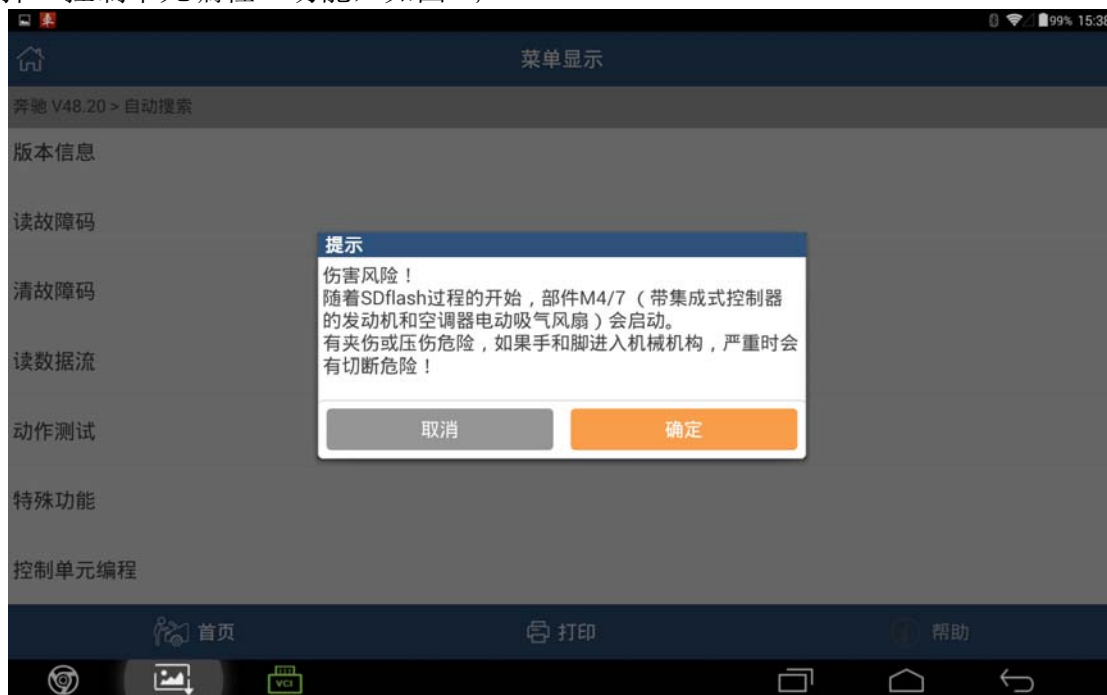 99% 15:38
菜单显示
奔驰 V48.20 > 自动搜索
版本信息
读故障码
清故障码
读数据流
动作测试
特殊功能
控制单元编程
提示
伤害风险！
随着SDflash过程的开始，部件M4/7（带集成式控制器
的发动机和空调器电动吸气风扇）会启动。
有夹伤或压伤危险，如果手和脚进入机械机构，严重时会
有切断危险！
取消
确定
首页
打印
帮助
VCI